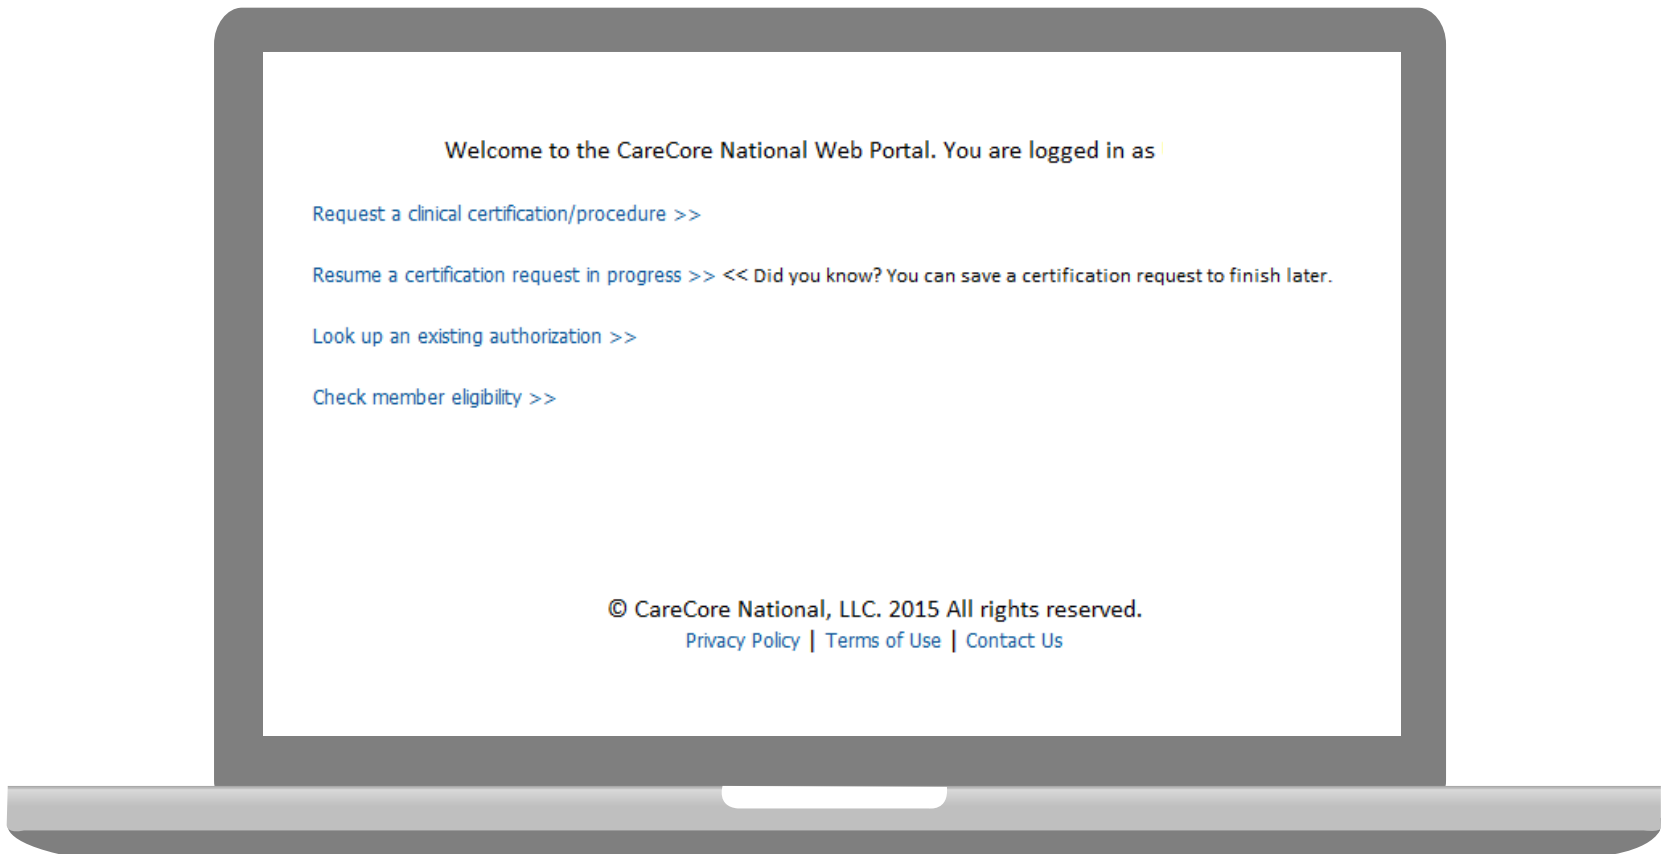 Welcome to the CareCore National Web Portal. You are logged in as
Request a clinical certification/procedure >>
Resume a certification request in progress >> << Did you know? You can save a certification request to finish later.
Look up an existing authorization >>
Check member eligibility >>
© CareCore National, LLC. 2015 All rights reserved.
Privacy Policy | Terms of Use | Contact Us